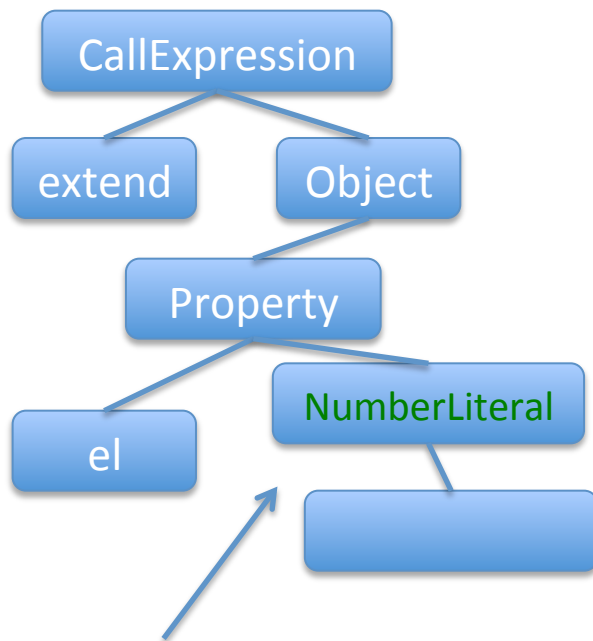 CallExpression
extend
Object
Property
NumberLiteral
el